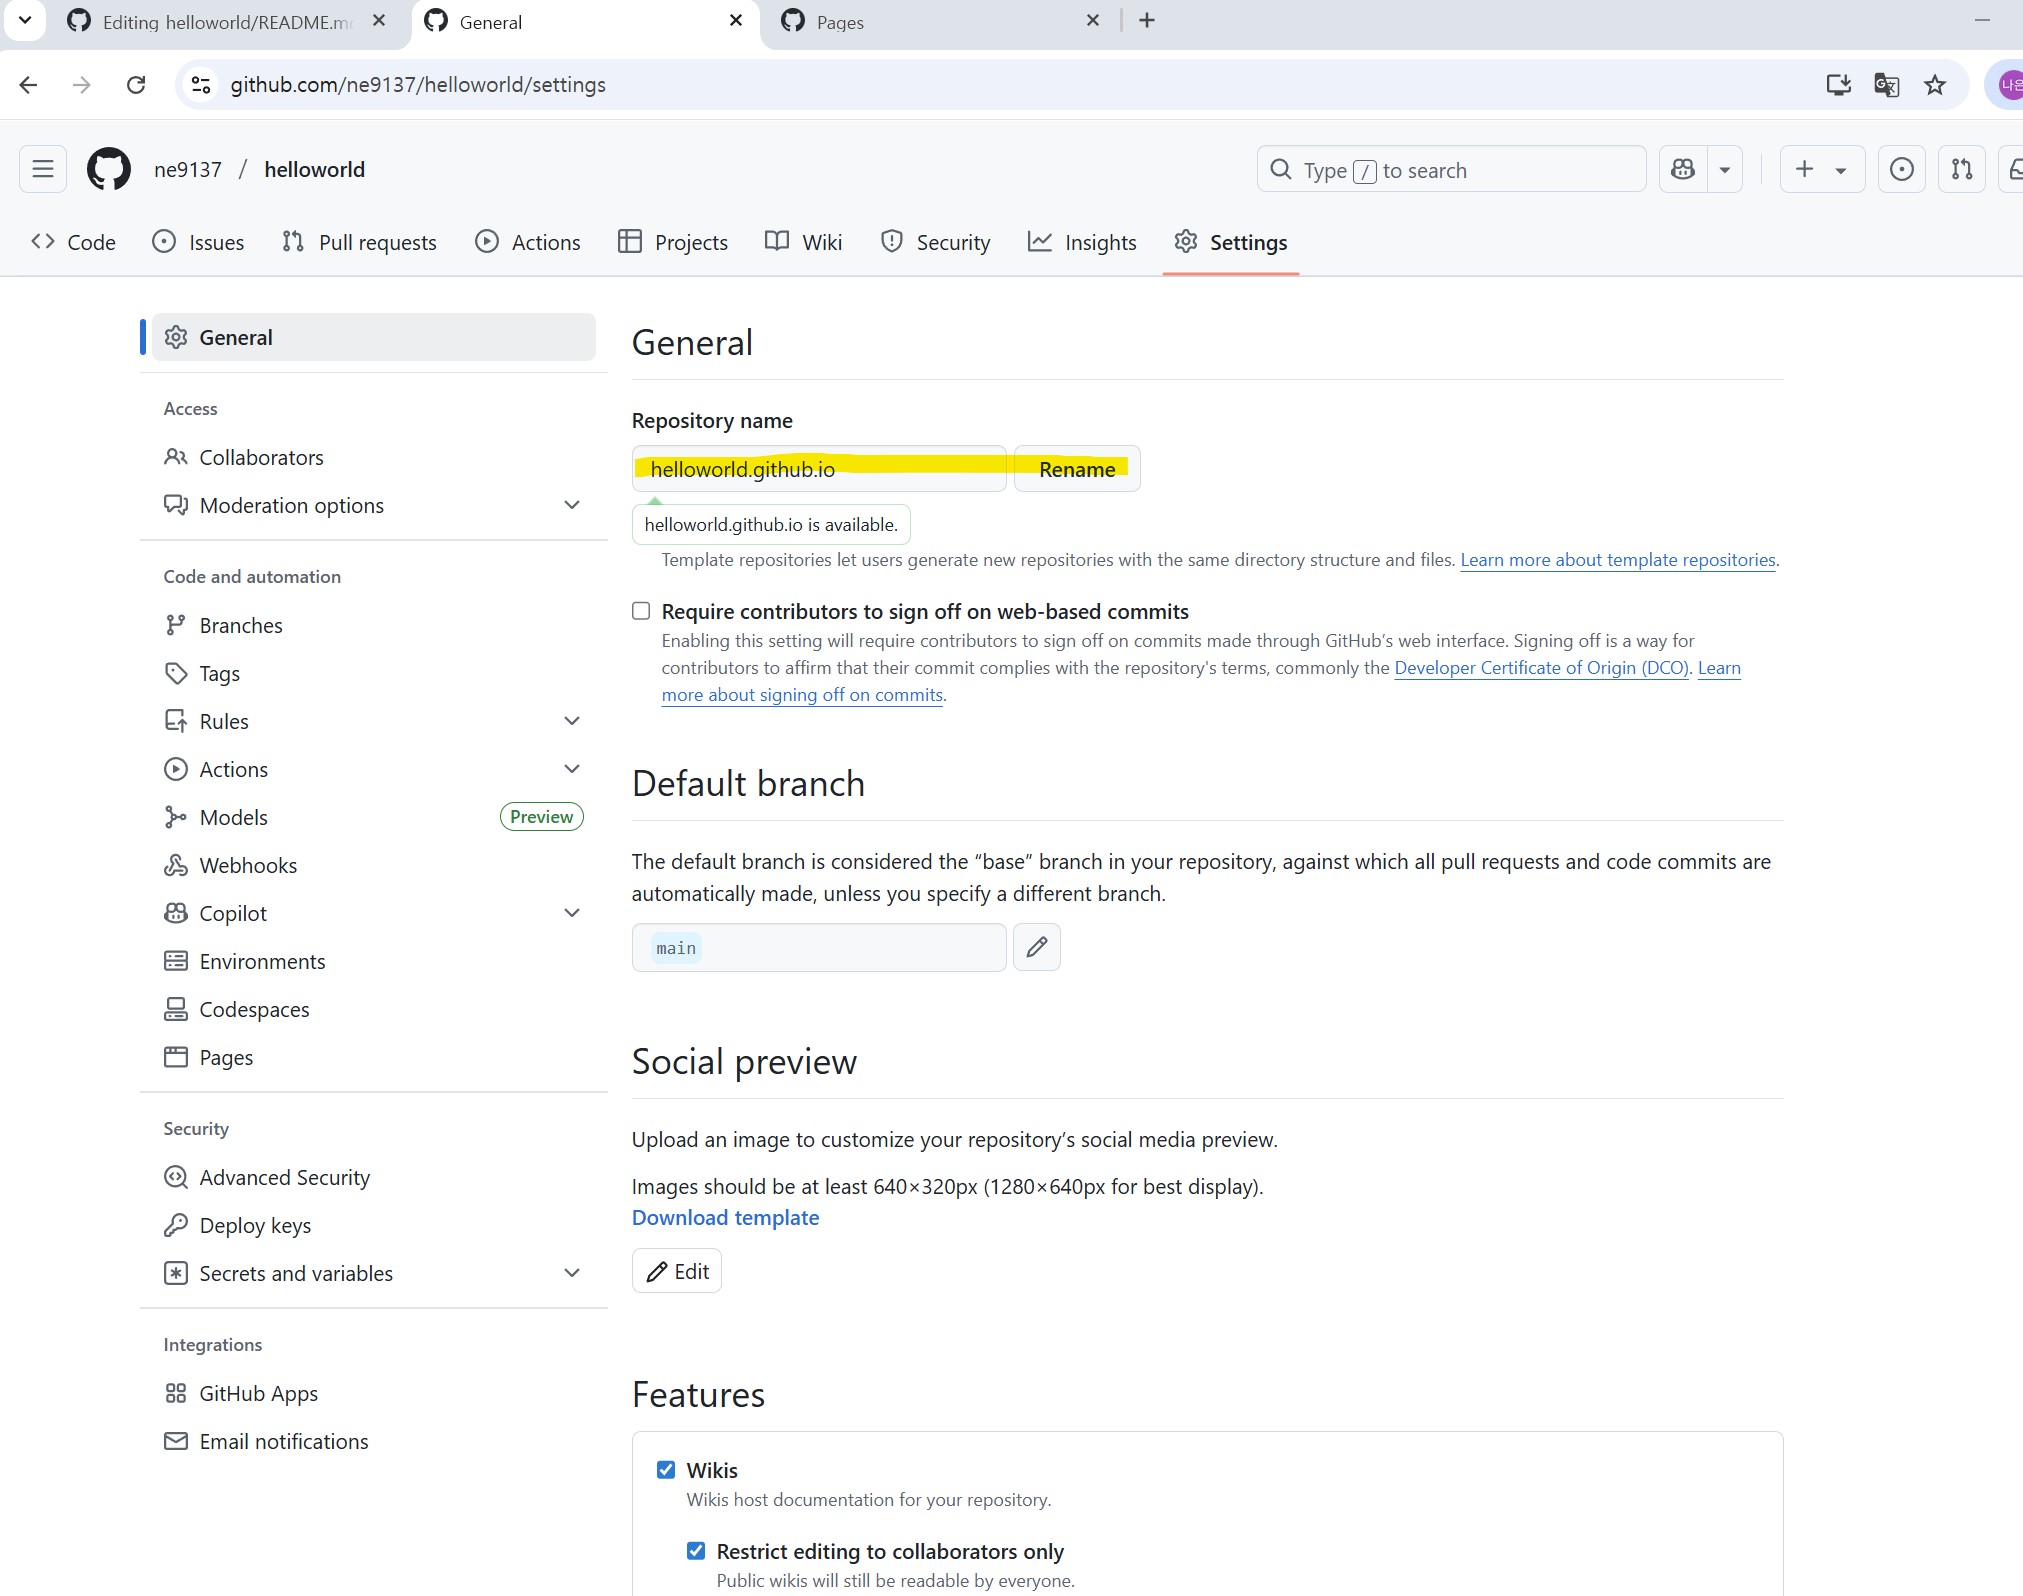 Editing helloworld/README.m
General
Pages
github.com/ne9137/helloworld/settings
나은
ne9137 / helloworld
Type / to search
Code
Issues
Pull requests
Actions
Projects
Wiki
Security
Insights
Settings
General
Access
Collaborators
Moderation options
Code and automation
Branches
Tags
Rules
Actions
Models
Preview
Webhooks
Copilot
Environments
Codespaces
Pages
Security
Advanced Security
Deploy keys
Secrets and variables
Integrations
GitHub Apps
Email notifications
General
Repository name
helloworld.github.io
Rename
helloworld.github.io is available.
Template repositories let users generate new repositories with the same directory structure and files. Learn more about template repositories.
Require contributors to sign off on web-based commits
Enabling this setting will require contributors to sign off on commits made through GitHub’s web interface. Signing off is a way for
contributors to affirm that their commit complies with the repository's terms, commonly the Developer Certificate of Origin (DCO). Learn
more about signing off on commits.
Default branch
The default branch is considered the “base” branch in your repository, against which all pull requests and code commits are
automatically made, unless you specify a different branch.
main
Social preview
Upload an image to customize your repository’s social media preview.
Images should be at least 640×320px (1280×640px for best display).
Download template
Edit
Features
Wikis
Wikis host documentation for your repository.
Restrict editing to collaborators only
Public wikis will still be readable by everyone.